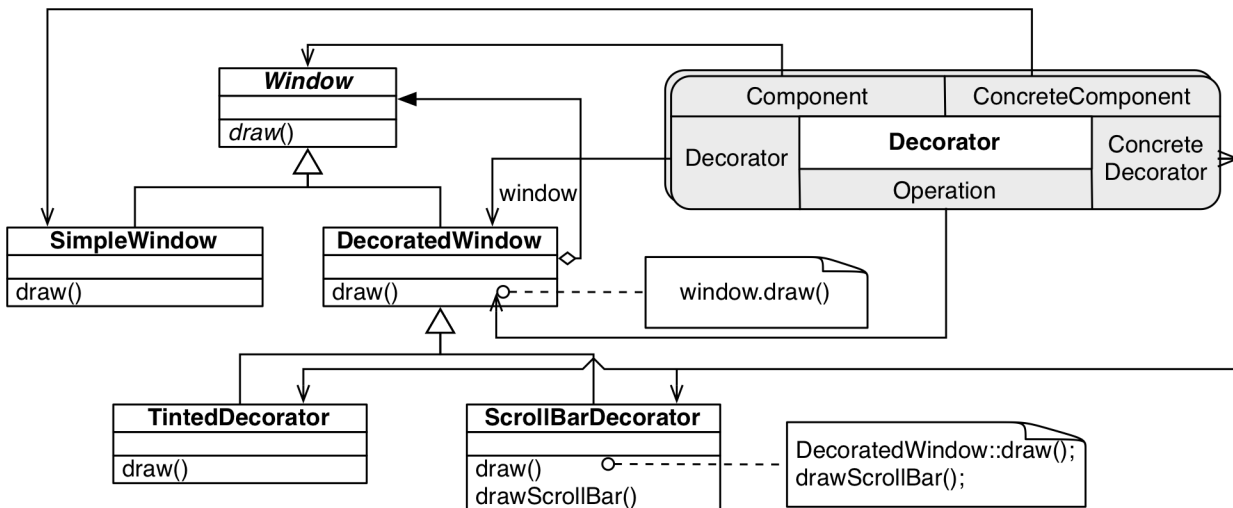 Window
draw()
Component
ConcreteComponent
Decorator
Decorator
Concrete
Decorator
Operation
window
SimpleWindow
draw()
DecoratedWindow
draw()
window.draw()
TintedDecorator
draw()
ScrollBarDecorator
draw()
drawScrollBar()
DecoratedWindow::draw();
drawScrollBar();